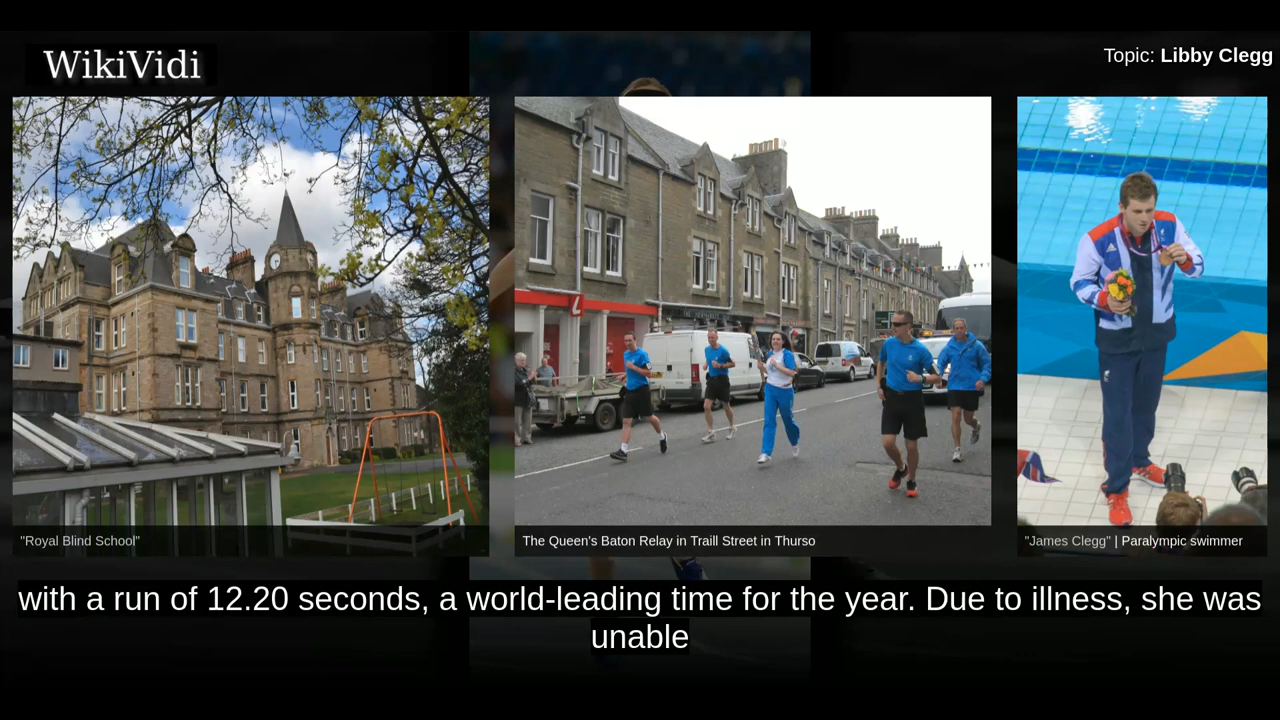 WikiVidi
Topic: Libby Clegg
"Royal Blind School"
The Queen's Baton Relay in Traill Street in Thurso
"James Clegg" | Paralympic swimmer
with a run of 12.20 seconds, a world-leading time for the year. Due to illness, she was
unable